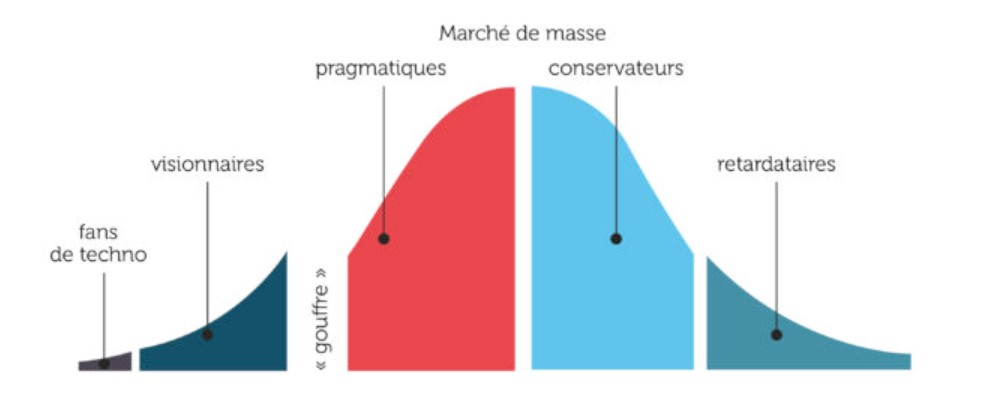 Marché de masse
pragmatiques
conservateurs
visionnaires
retardataires
fans
de techno
« gouffre »